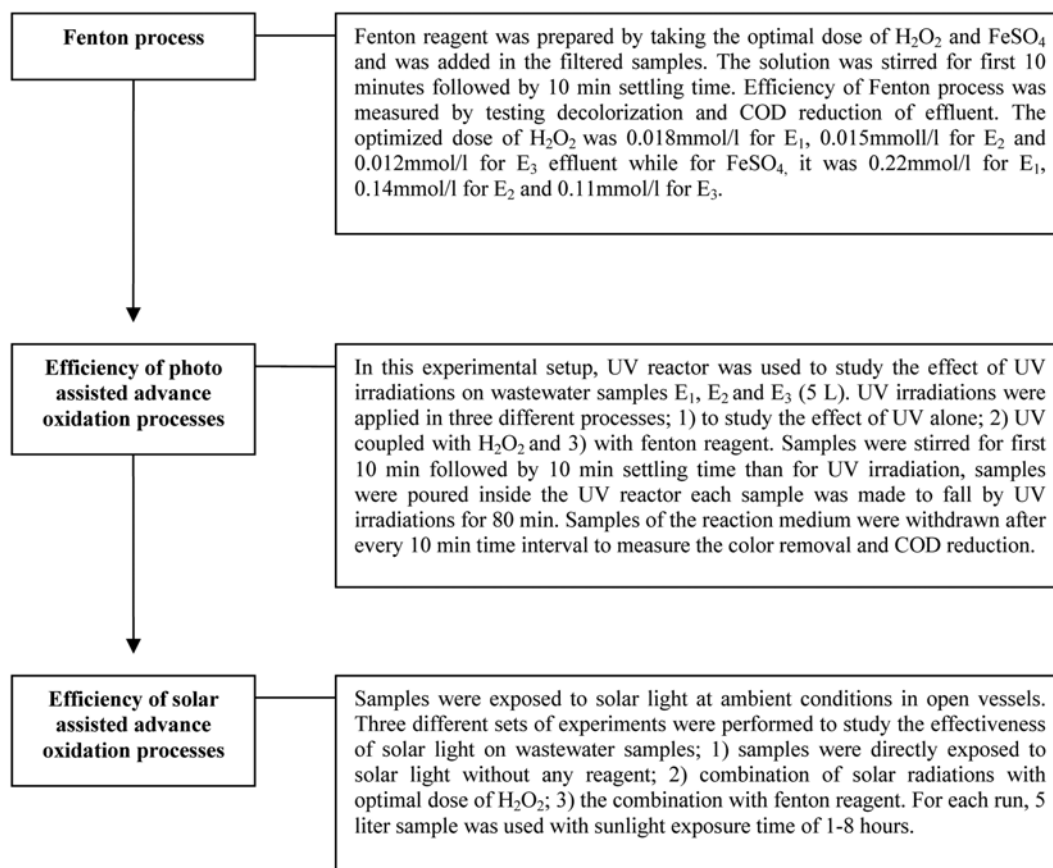 Fenton process
Fenton reagent was prepared by taking the optimal dose of H₂O₂ and FeSO₄
and was added in the filtered samples. The solution was stirred for first 10
minutes followed by 10 min settling time. Efficiency of Fenton process was
measured by testing decolorization and COD reduction of effluent. The
optimized dose of H₂O₂ was 0.018mmol/l for E₁, 0.015mmoll/l for E₂ and
0.012mmol/l for E₃ effluent while for FeSO₄, it was 0.22mmol/l for E₁,
0.14mmol/l for E₂ and 0.11mmol/l for E₃.
Efficiency of photo
assisted advance
oxidation processes
In this experimental setup, UV reactor was used to study the effect of UV
irradiations on wastewater samples E₁, E₂ and E₃ (5 L). UV irradiations were
applied in three different processes; 1) to study the effect of UV alone; 2) UV
coupled with H₂O₂ and 3) with fenton reagent. Samples were stirred for first
10 min followed by 10 min settling time than for UV irradiation, samples
were poured inside the UV reactor each sample was made to fall by UV
irradiations for 80 min. Samples of the reaction medium were withdrawn after
every 10 min time interval to measure the color removal and COD reduction.
Efficiency of solar
assisted advance
oxidation processes
Samples were exposed to solar light at ambient conditions in open vessels.
Three different sets of experiments were performed to study the effectiveness
of solar light on wastewater samples; 1) samples were directly exposed to
solar light without any reagent; 2) combination of solar radiations with
optimal dose of H₂O₂; 3) the combination with fenton reagent. For each run, 5
liter sample was used with sunlight exposure time of 1-8 hours.